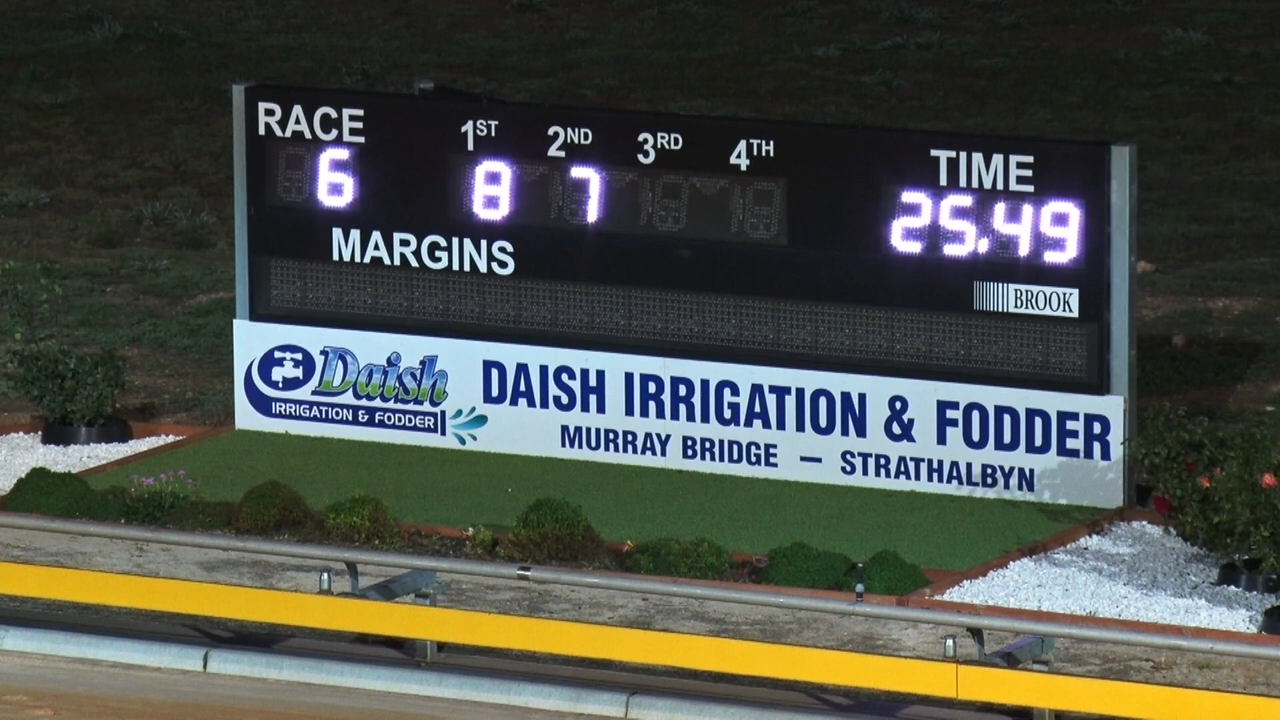 RACE 1ST 2ND 3RD 4TH TIME
6 8 7 25.49
MARGINS
BROOK
Daish
IRRIGATION & FODDER
DAISH IRRIGATION & FODDER
MURRAY BRIDGE — STRATHALBYN